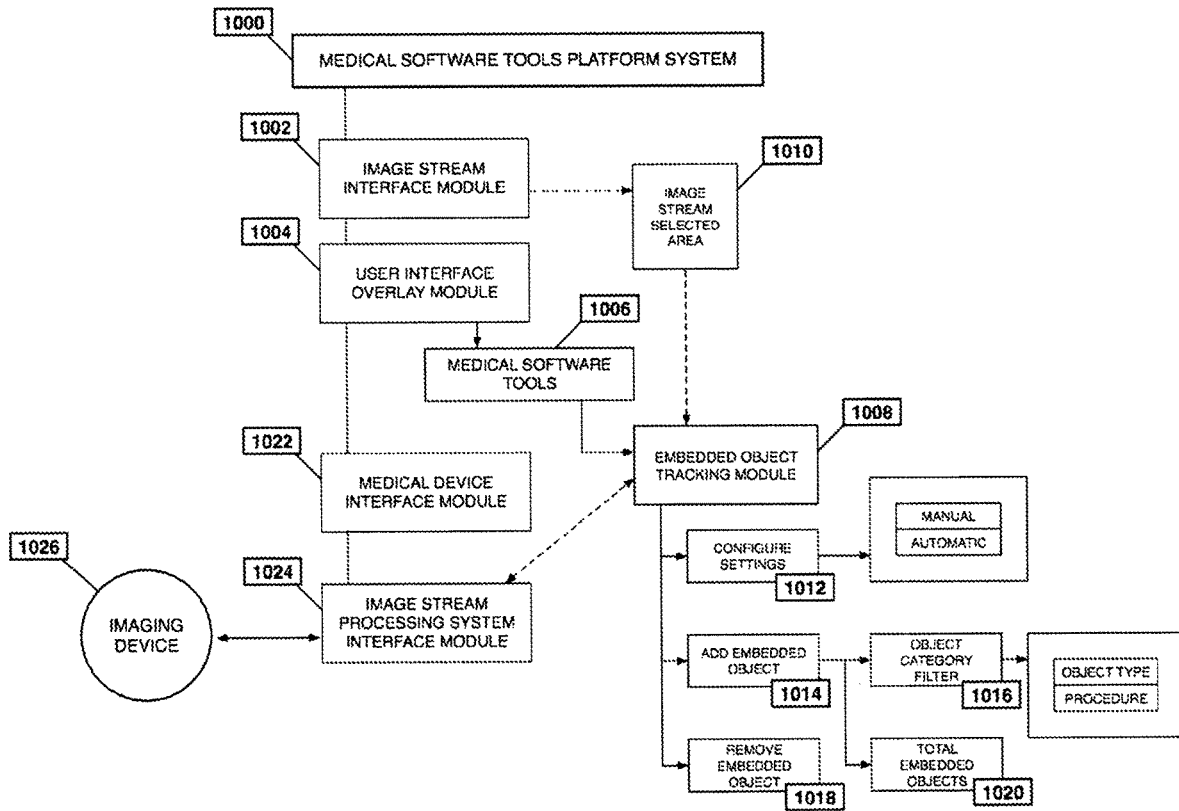 1000
MEDICAL SOFTWARE TOOLS PLATFORM SYSTEM
1002
IMAGE STREAM
INTERFACE MODULE
1010
IMAGE
STREAM
SELECTED
AREA
1004
USER INTERFACE
OVERLAY MODULE
1006
MEDICAL SOFTWARE
TOOLS
1008
EMBEDDED OBJECT
TRACKING MODULE
1022
MEDICAL DEVICE
INTERFACE MODULE
MANUAL
AUTOMATIC
CONFIGURE
SETTINGS
1012
1026
IMAGING
DEVICE
1024
IMAGE STREAM
PROCESSING SYSTEM
INTERFACE MODULE
ADD EMBEDDED
OBJECT
1014
OBJECT
CATEGORY
FILTER
1016
OBJECT TYPE
PROCEDURE
REMOVE
EMBEDDED
OBJECT
1018
TOTAL
EMBEDDED
OBJECTS
1020